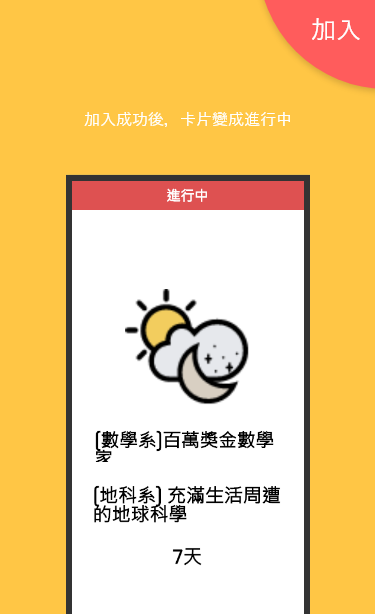 加入
加入成功後，卡片變成進行中
進行中
[數學系]百萬獎金數學
家
[地科系] 充滿生活周遭
的地球科學
7天